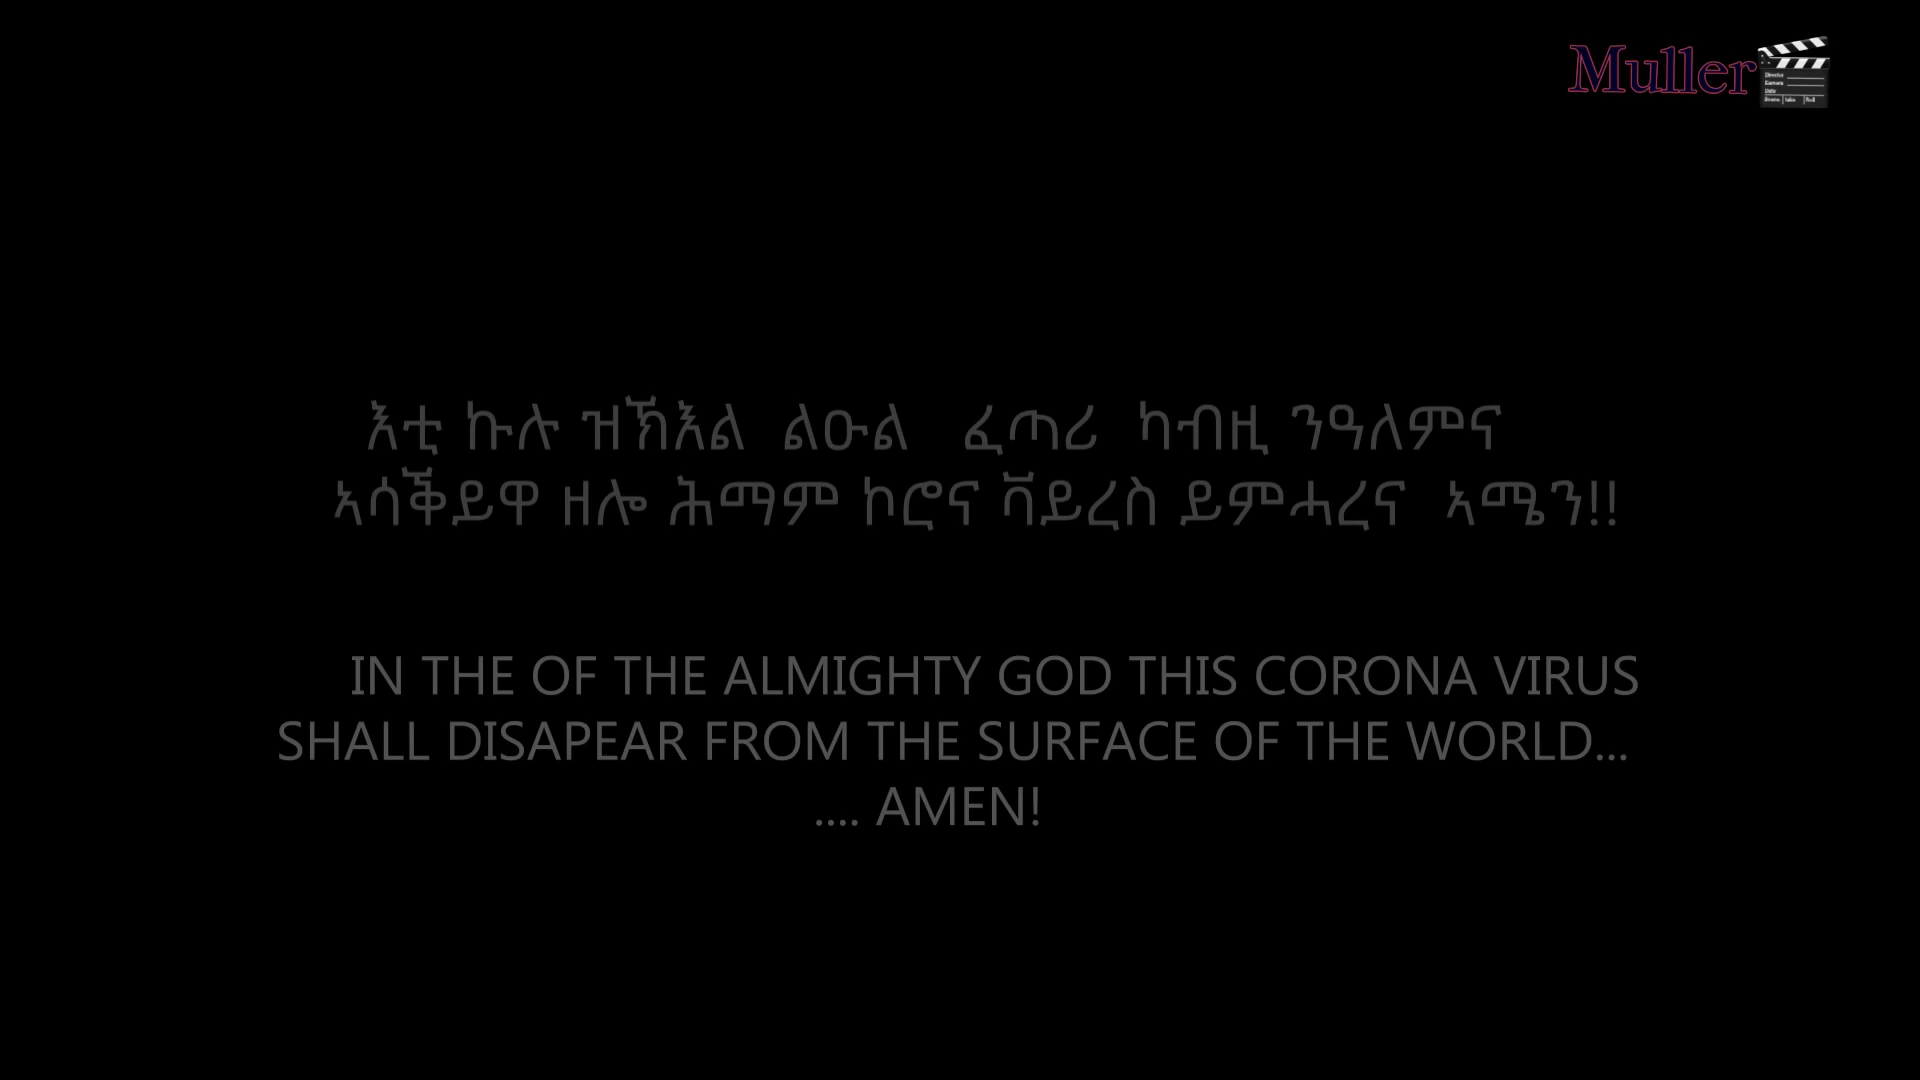 Muller
እቲ ኩሉ ዝኽእል ልዑል ፈጣሪ ካብዚ ንዓለምና
ኣሳቕይዋ ዘሎ ሕማም ኮሮና ቫይረስ ይምሓረና ኣሜን!!
IN THE OF THE ALMIGHTY GOD THIS CORONA VIRUS
SHALL DISAPEAR FROM THE SURFACE OF THE WORLD...
.... AMEN!